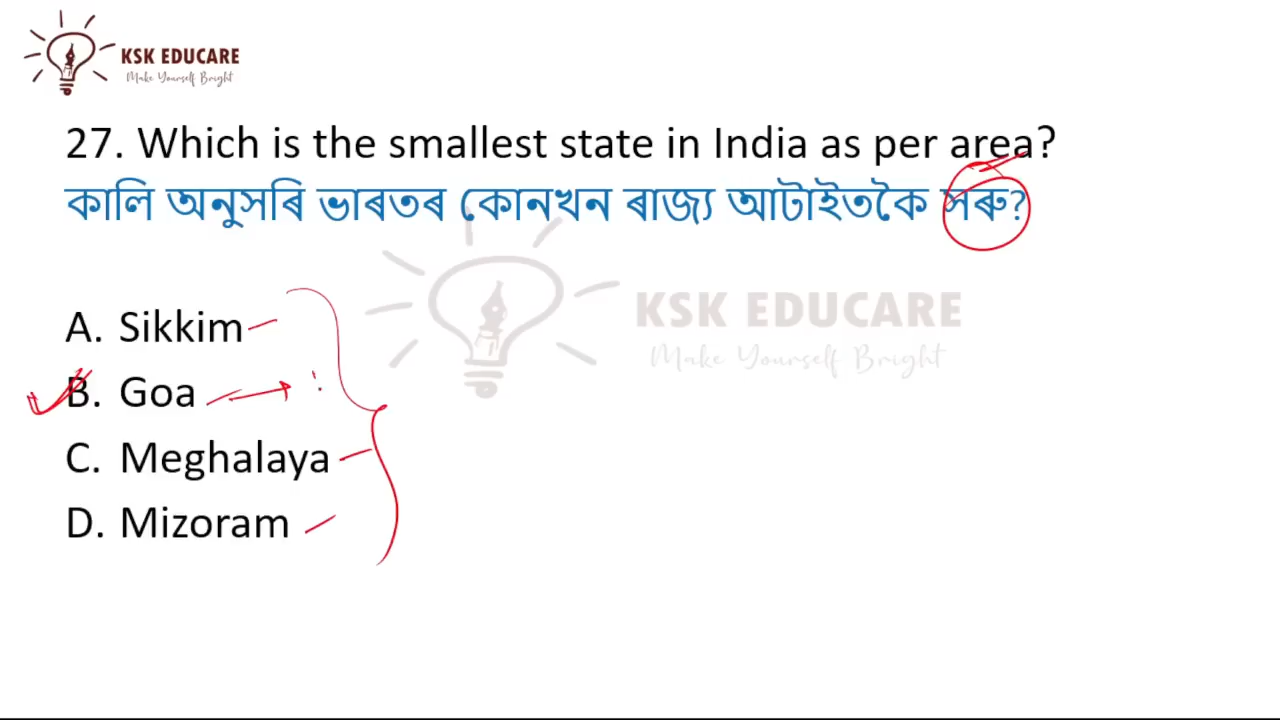 KSK EDUCARE
Make Yourself Bright
27. Which is the smallest state in India as per area?
কালি অনুসৰি ভাৰতৰ কোনখন ৰাজ্য আটাইতকৈ সৰু?
KSK EDUCARE
Make Yourself Bright
A. Sikkim
B. Goa
C. Meghalaya
D. Mizoram